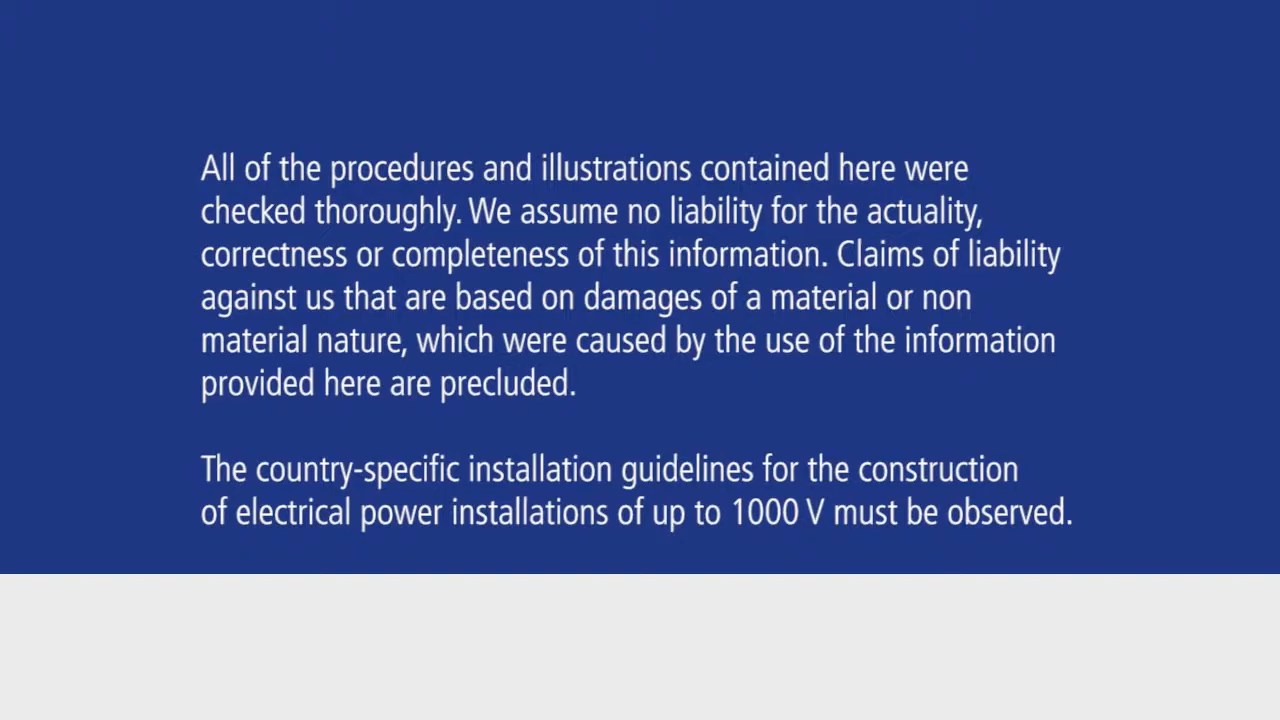 All of the procedures and illustrations contained here were
checked thoroughly. We assume no liability for the actuality,
correctness or completeness of this information. Claims of liability
against us that are based on damages of a material or non
material nature, which were caused by the use of the information
provided here are precluded.
The country-specific installation guidelines for the construction
of electrical power installations of up to 1000 V must be observed.